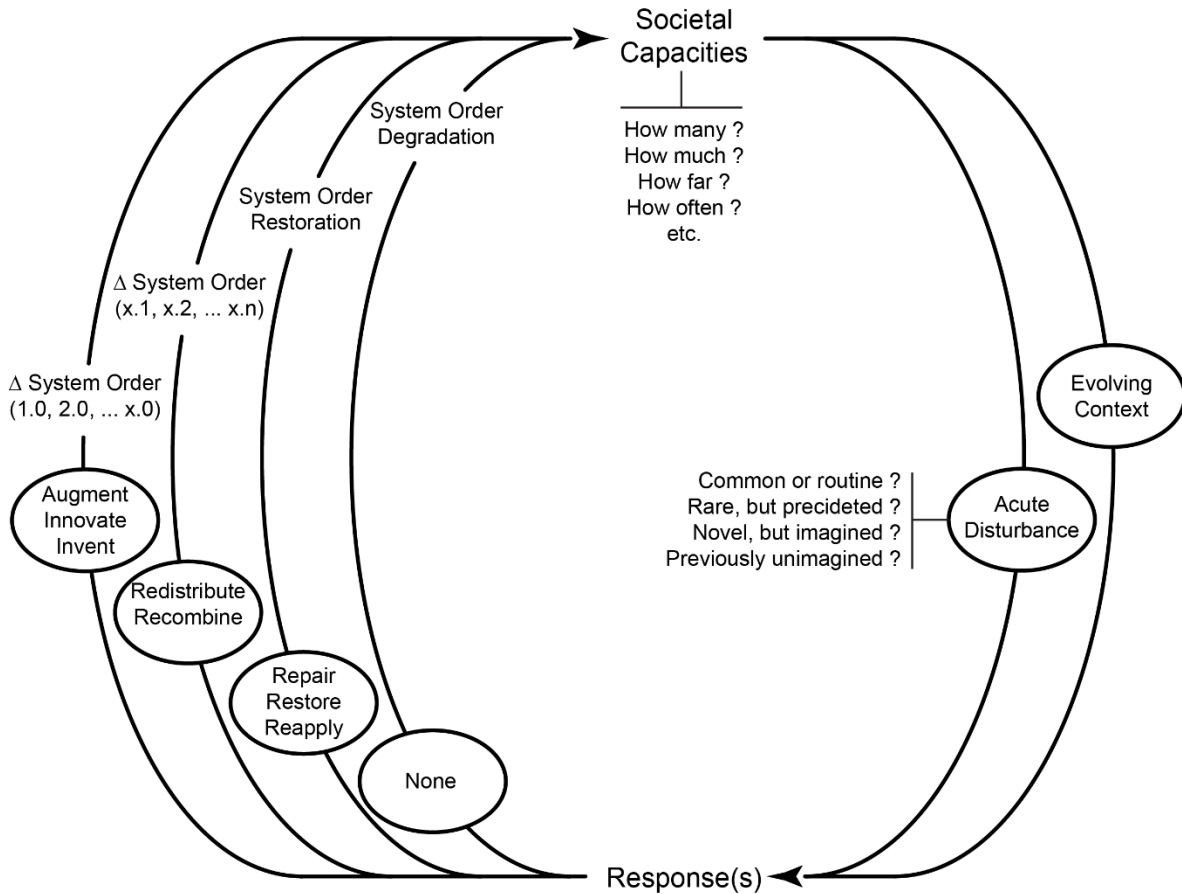 Societal
Capacities
How many ?
How much ?
How far ?
How often ?
etc.
System Order
Degradation
System Order
Restoration
Δ System Order
(x.1, x.2, ... x.n)
Δ System Order
(1.0, 2.0, ... x.0)
Evolving
Context
Common or routine ?
Rare, but precideted ?
Novel, but imagined ?
Previously unimagined ?
Acute
Disturbance
Augment
Innovate
Invent
Redistribute
Recombine
Repair
Restore
Reapply
None
Response(s)